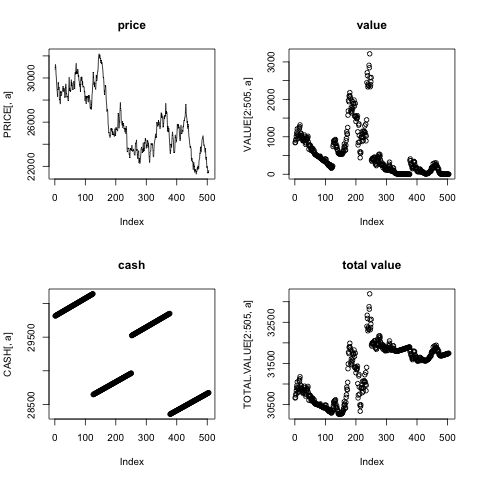 price
PRICE[, a]
22000 26000 30000
0 100 200 300 400 500
Index
value
VALUE[2:505, a]
0 1000 2000 3000
0 100 200 300 400 500
Index
cash
CASH[, a]
28500 29500
0 100 200 300 400 500
Index
total value
TOTAL.VALUE[2:505, a]
30500 31500 32500
0 100 200 300 400 500
Index